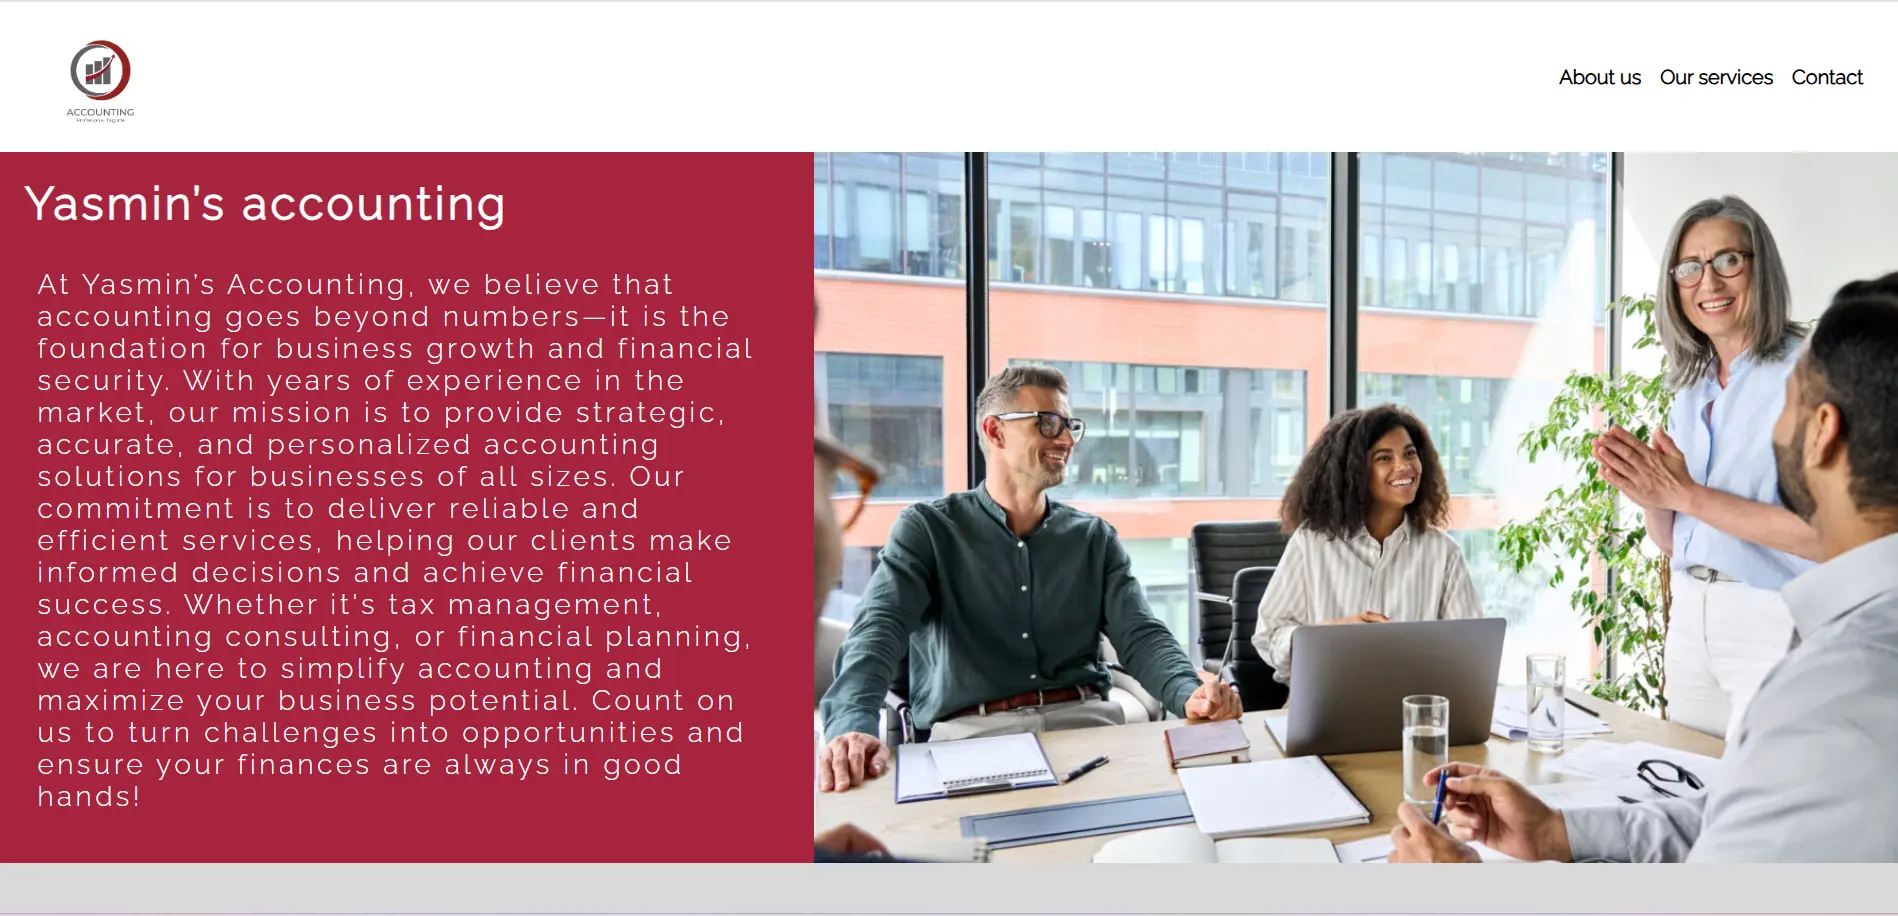 ACCOUNTING
About us Our services Contact
Yasmin's accounting
At Yasmin's Accounting, we believe that
accounting goes beyond numbers—it is the
foundation for business growth and financial
security. With years of experience in the
market, our mission is to provide strategic,
accurate, and personalized accounting
solutions for businesses of all sizes. Our
commitment is to deliver reliable and
efficient services, helping our clients make
informed decisions and achieve financial
success. Whether it's tax management,
accounting consulting, or financial planning,
we are here to simplify accounting and
maximize your business potential. Count on
us to turn challenges into opportunities and
ensure your finances are always in good
hands!